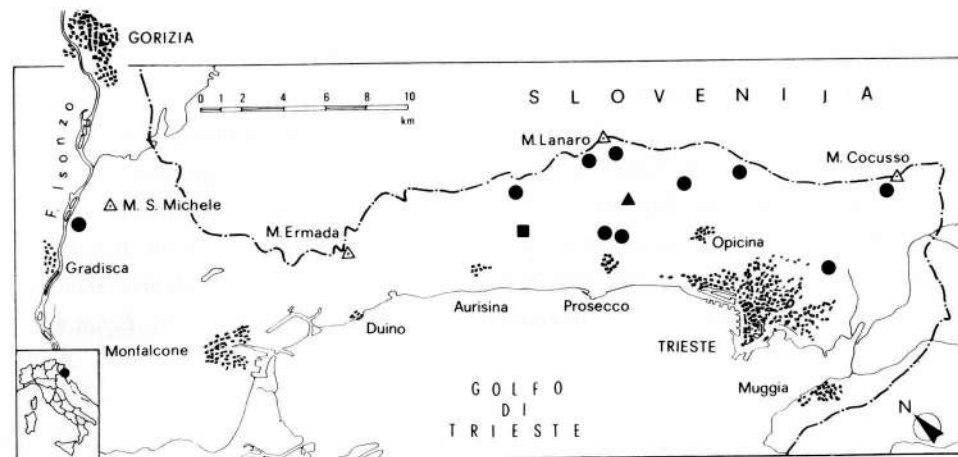 GORIZIA
0 1 2 4 6 8 10
km
SLOVENIJA
F. Isonzo
M. Lanaro
M. Cocusso
M. S. Michele
M. Ermada
Opicina
Gradisca
Aurisina
Prosecco
Duino
Monfalcone
TRIESTE
Muggia
GOLFO
DI
TRIESTE
N